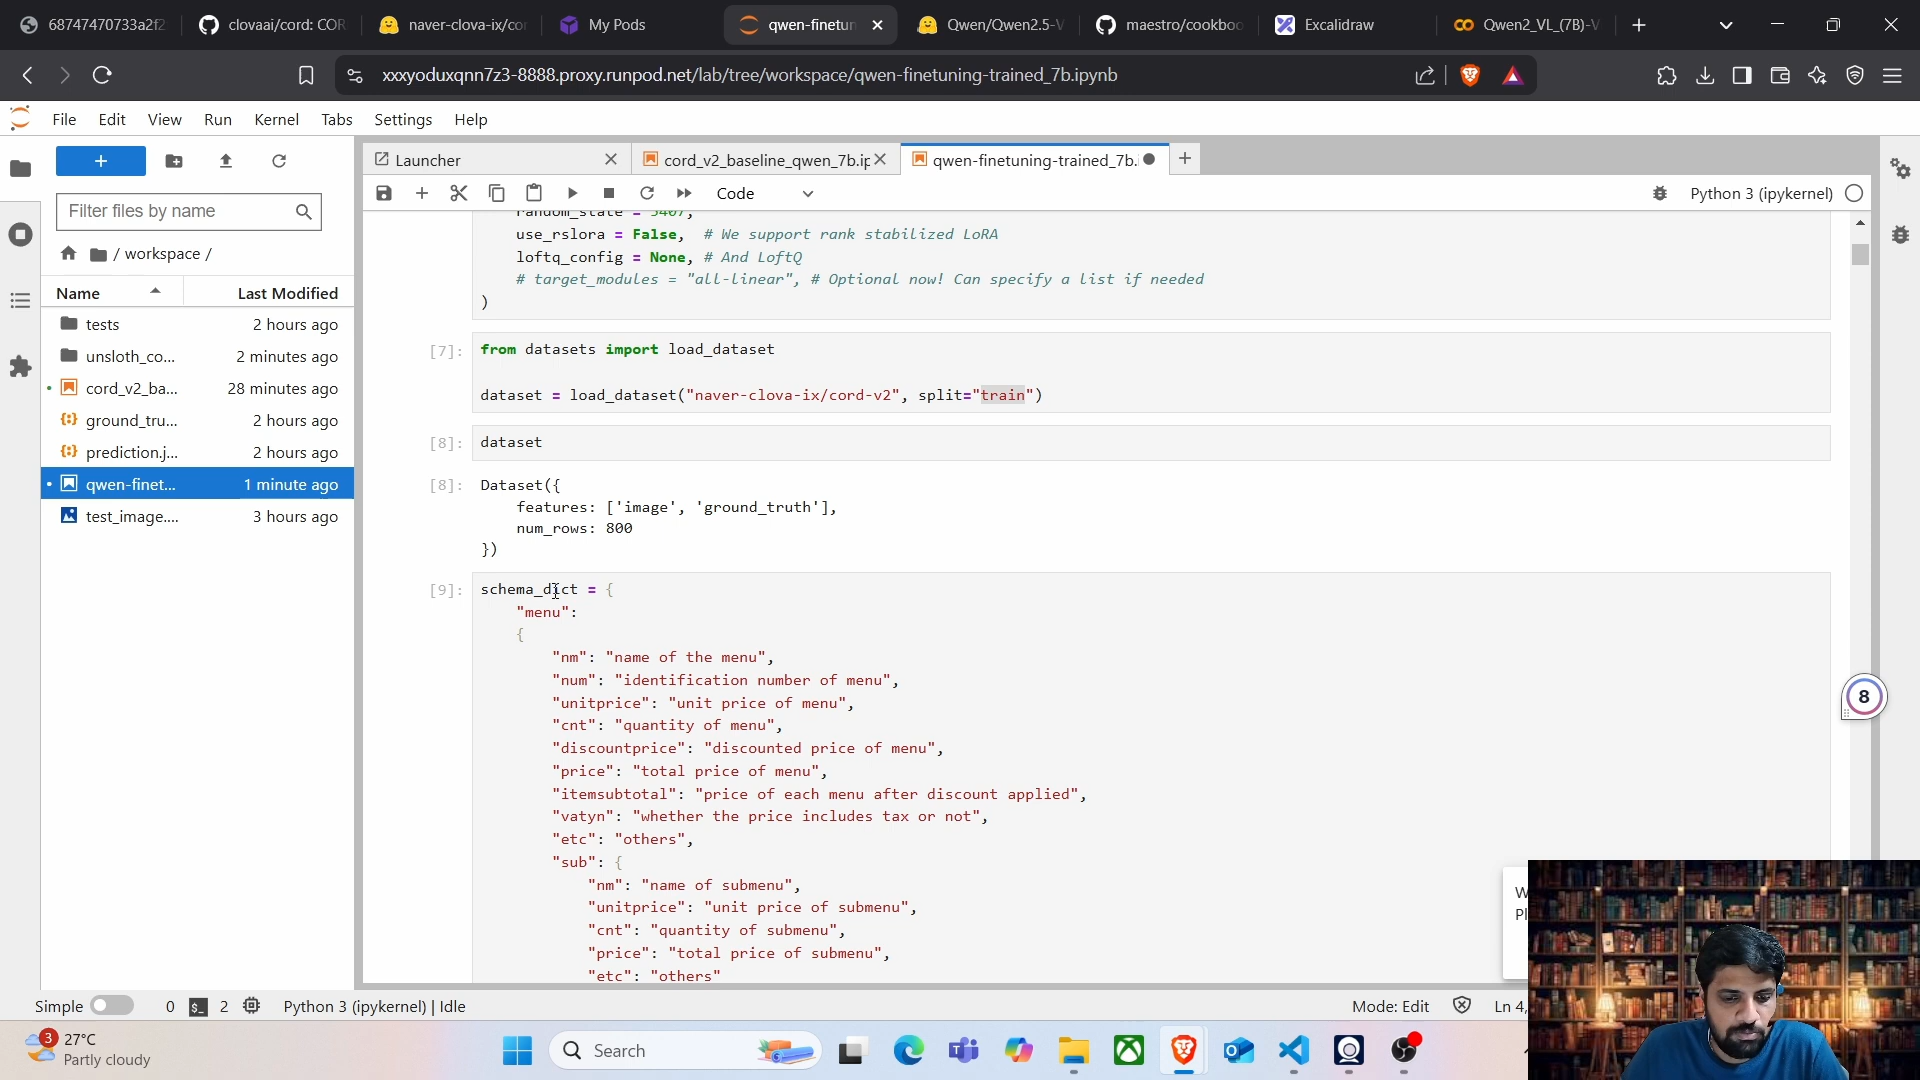 68747470733a2f2
clovaai/cord: COR
naver-clova-ix/cor
My Pods
qwen-finetun
Qwen/Qwen2.5-V
maestro/cookboo
Excalidraw
Qwen2_VL_(7B)-V
xxxyoduxqnn7z3-8888.proxy.runpod.net/lab/tree/workspace/qwen-finetuning-trained_7b.ipynb
File Edit View Run Kernel Tabs Settings Help
Launcher
cord_v2_baseline_qwen_7b.ip
qwen-finetuning-trained_7b.
Code
Python 3 (ipykernel)
Filter files by name
/ workspace /
Name Last Modified
tests 2 hours ago
unsloth_co... 2 minutes ago
cord_v2_ba... 28 minutes ago
ground_tru... 2 hours ago
prediction.j... 2 hours ago
qwen-finet... 1 minute ago
test_image.... 3 hours ago
random_state = 3407,
use_rslora = False, # We support rank stabilized LoRA
loftq_config = None, # And LoftQ
# target_modules = "all-linear", # Optional now! Can specify a list if needed
)
[7]: from datasets import load_dataset
dataset = load_dataset("naver-clova-ix/cord-v2", split="train")
[8]: dataset
[8]: Dataset({
features: ['image', 'ground_truth'],
num_rows: 800
})
[9]: schema_dict = {
"menu":
{
"nm": "name of the menu",
"num": "identification number of menu",
"unitprice": "unit price of menu",
"cnt": "quantity of menu",
"discountprice": "discounted price of menu",
"price": "total price of menu",
"itemsubtotal": "price of each menu after discount applied",
"vatyn": "whether the price includes tax or not",
"etc": "others",
"sub": {
"nm": "name of submenu",
"unitprice": "unit price of submenu",
"cnt": "quantity of submenu",
"price": "total price of submenu",
"etc": "others"
8
W
Pl
Simple 0 2 Python 3 (ipykernel) | Idle Mode: Edit Ln 4,
3
27°C
Partly cloudy
Search